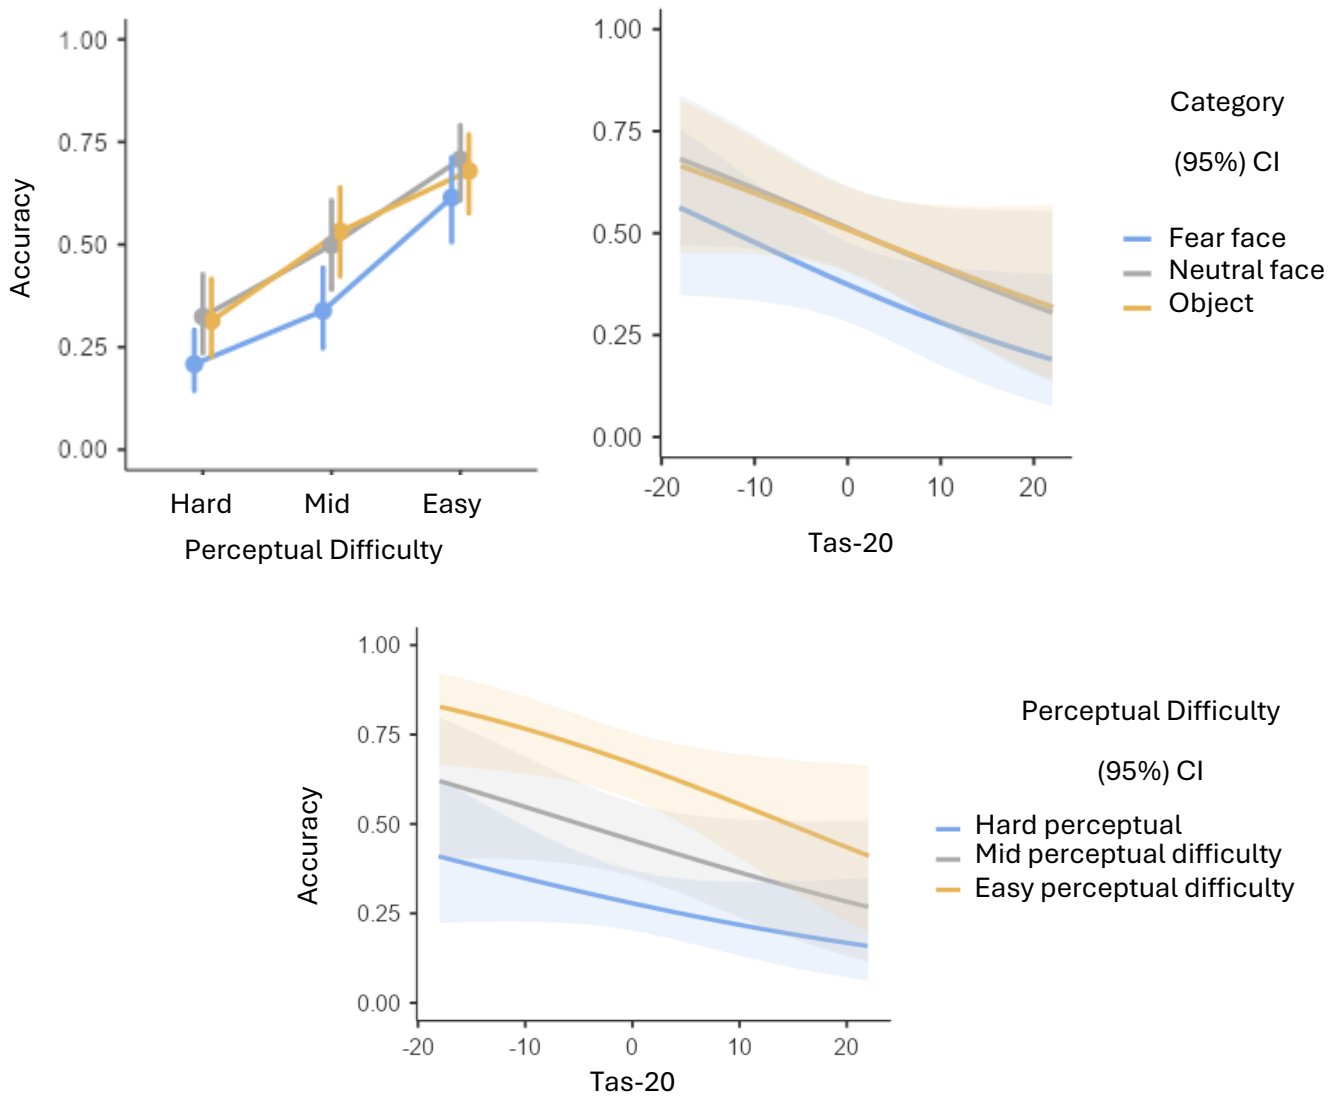 1.00
0.75
0.50
0.25
0.00
Accuracy
Hard Mid Easy
Perceptual Difficulty
1.00
0.75
0.50
0.25
0.00
-20 -10 0 10 20
Tas-20
Category
(95%) CI
Fear face
Neutral face
Object
1.00
0.75
0.50
0.25
0.00
Accuracy
-20 -10 0 10 20
Tas-20
Perceptual Difficulty
(95%) CI
Hard perceptual
Mid perceptual difficulty
Easy perceptual difficulty